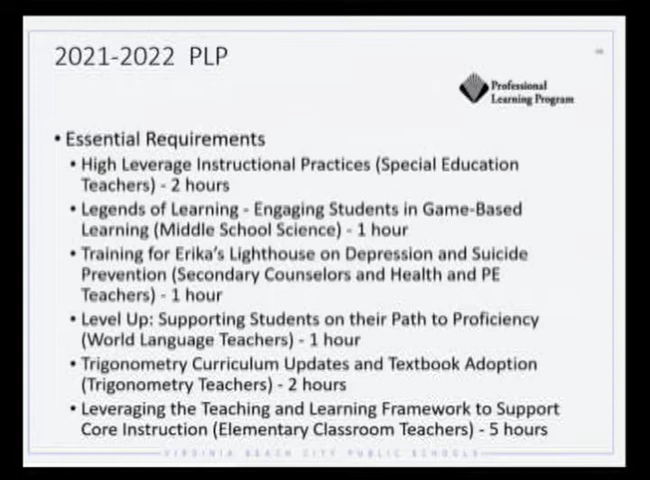 2021-2022 PLP
Professional
Learning Program
• Essential Requirements
• High Leverage Instructional Practices (Special Education
Teachers) - 2 hours
• Legends of Learning - Engaging Students in Game-Based
Learning (Middle School Science) - 1 hour
• Training for Erika's Lighthouse on Depression and Suicide
Prevention (Secondary Counselors and Health and PE
Teachers) - 1 hour
• Level Up: Supporting Students on their Path to Proficiency
(World Language Teachers) - 1 hour
• Trigonometry Curriculum Updates and Textbook Adoption
(Trigonometry Teachers) - 2 hours
• Leveraging the Teaching and Learning Framework to Support
Core Instruction (Elementary Classroom Teachers) - 5 hours
VIRGINIA BEACH CITY PUBLIC SCHOOLS